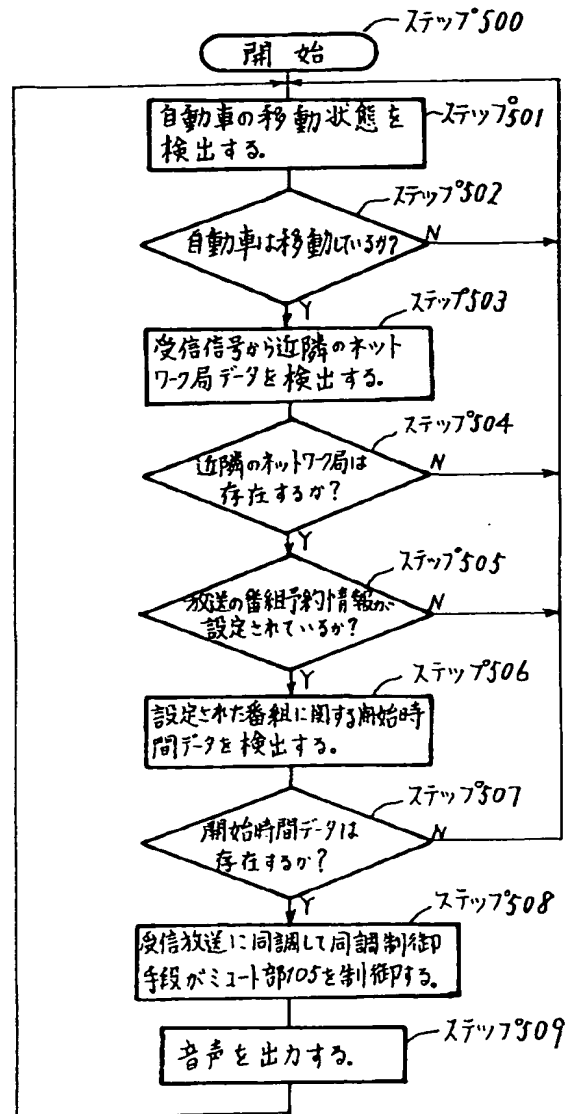 ステップ500
開始
自動車の移動状態を
検出する.
ステップ501
ステップ502
自動車は移動しているか?
N
Y
ステップ503
受信信号から近隣のネット
ワーク局データを検出する.
ステップ504
近隣のネットワーク局は
存在するか?
N
Y
ステップ505
放送の番組予約情報が
設定されているか?
N
Y
ステップ506
設定された番組に関する開始時
間データを検出する.
ステップ507
開始時間データは
存在するか?
N
Y
ステップ508
受信放送に同調して同調制御
手段がミュート部105を制御する.
ステップ509
音声を出力する.